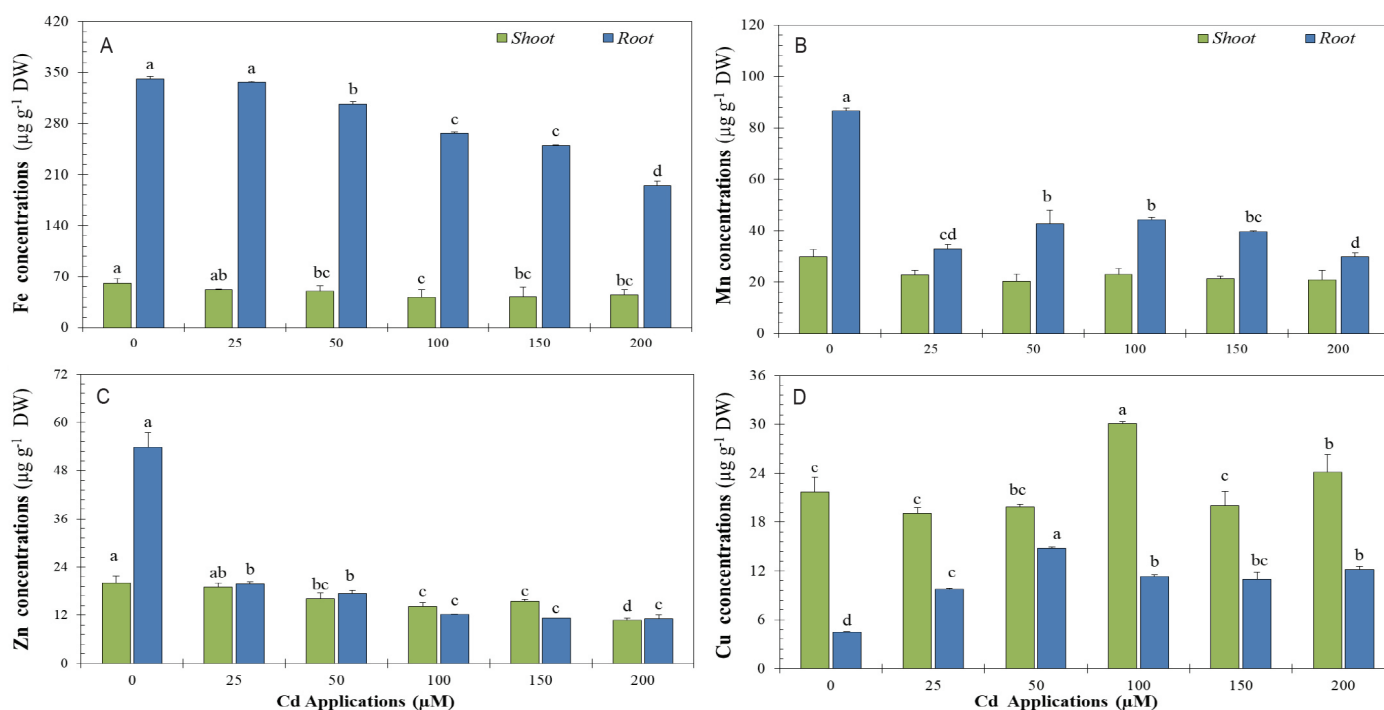 A
Shoot Root
Fe concentrations (µg g-1 DW)
420
350
280
210
140
70
0
a a b c c d
a ab bc c bc bc
0 25 50 100 150 200
B
Shoot Root
Mn concentrations (µg g-1 DW)
120
100
80
60
40
20
0
a cd b b bc d
0 25 50 100 150 200
C
Zn concentrations (µg g-1 DW)
72
60
48
36
24
12
0
a a ab b bc b c c c c d c
0 25 50 100 150 200
Cd Applications (µM)
D
Cu concentrations (µg g-1 DW)
36
30
24
18
12
6
0
c c bc a c b
d c a b bc b
0 25 50 100 150 200
Cd Applications (µM)